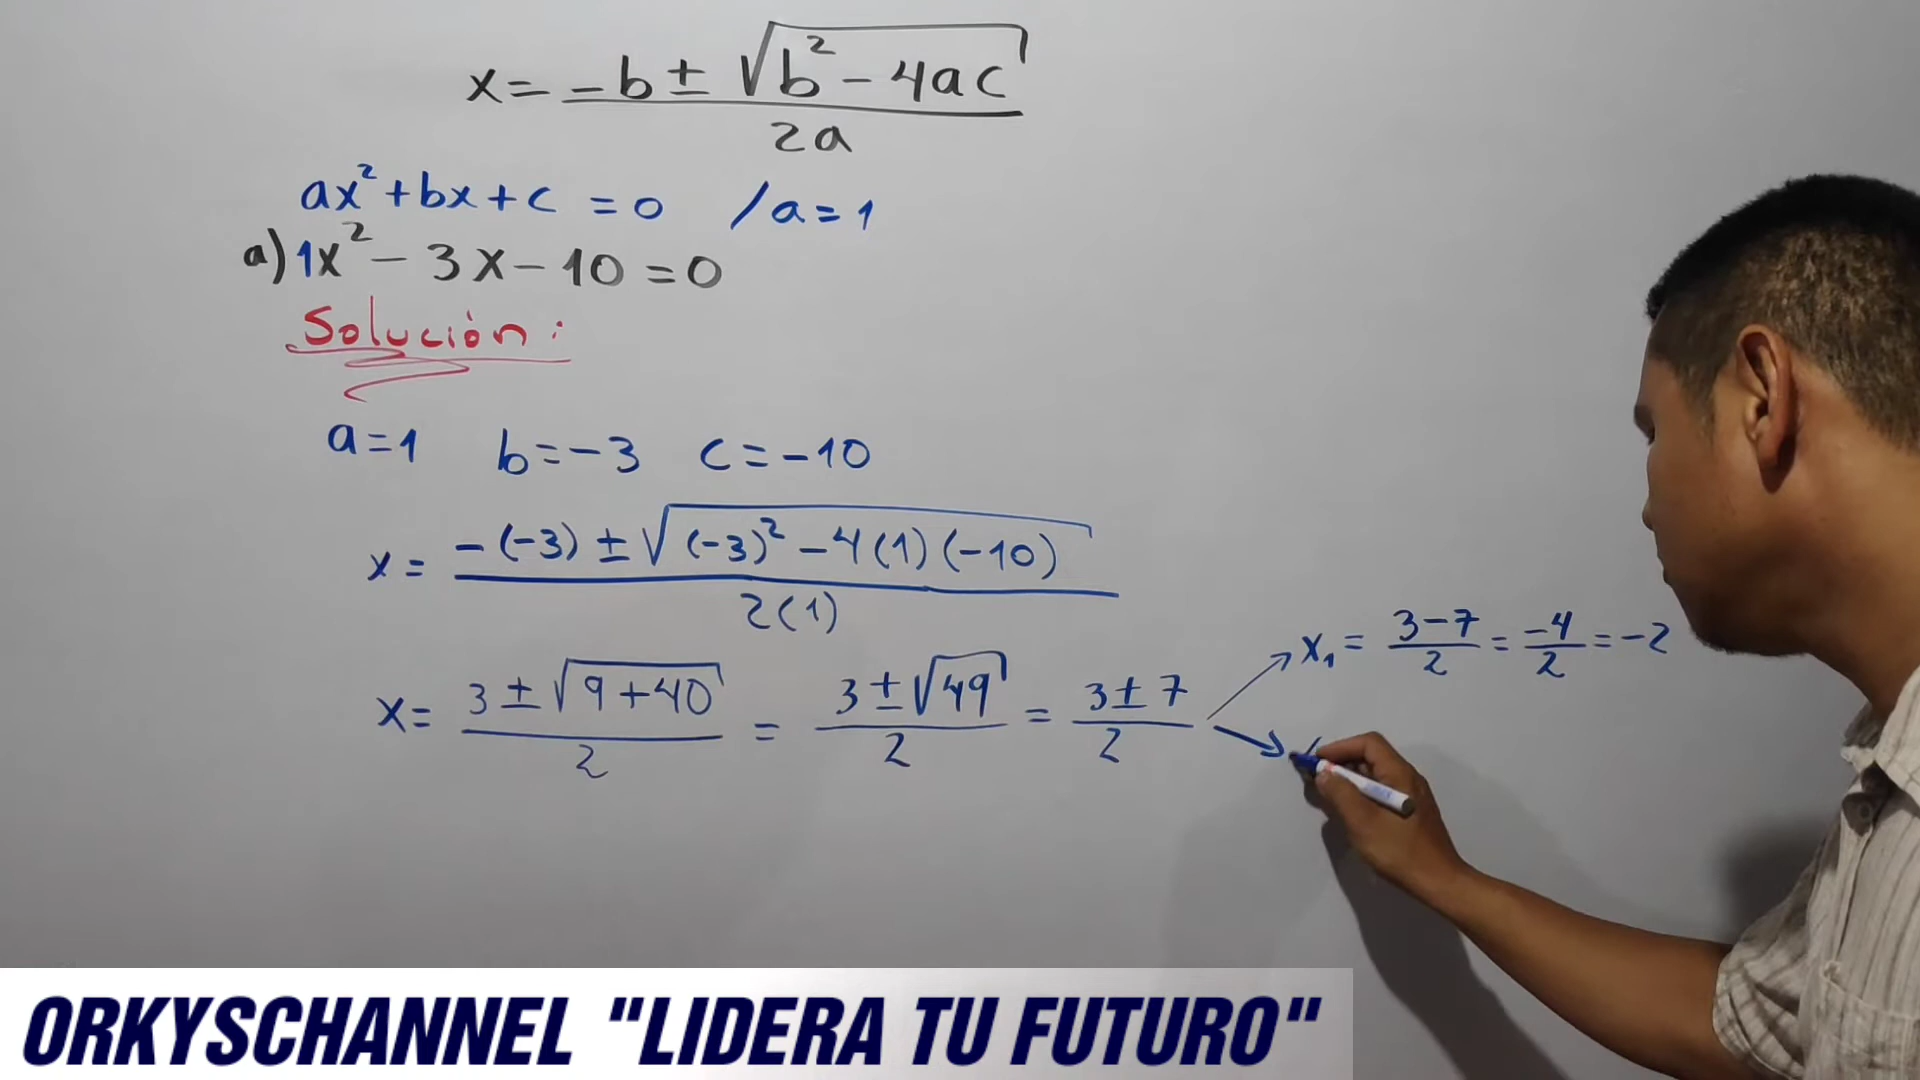 x = -b ± √(b² - 4ac) / 2a
ax² + bx + c = 0 / a = 1
a) 1x² - 3x - 10 = 0
Solución:
a = 1 b = -3 c = -10
x = -(-3) ± √((-3)² - 4(1)(-10)) / 2(1)
x = 3 ± √(9 + 40) / 2 = 3 ± √49 / 2 = 3 ± 7 / 2
x₁ = 3 - 7 / 2 = -4 / 2 = -2
ORKYSCHANNEL "LIDERA TU FUTURO"